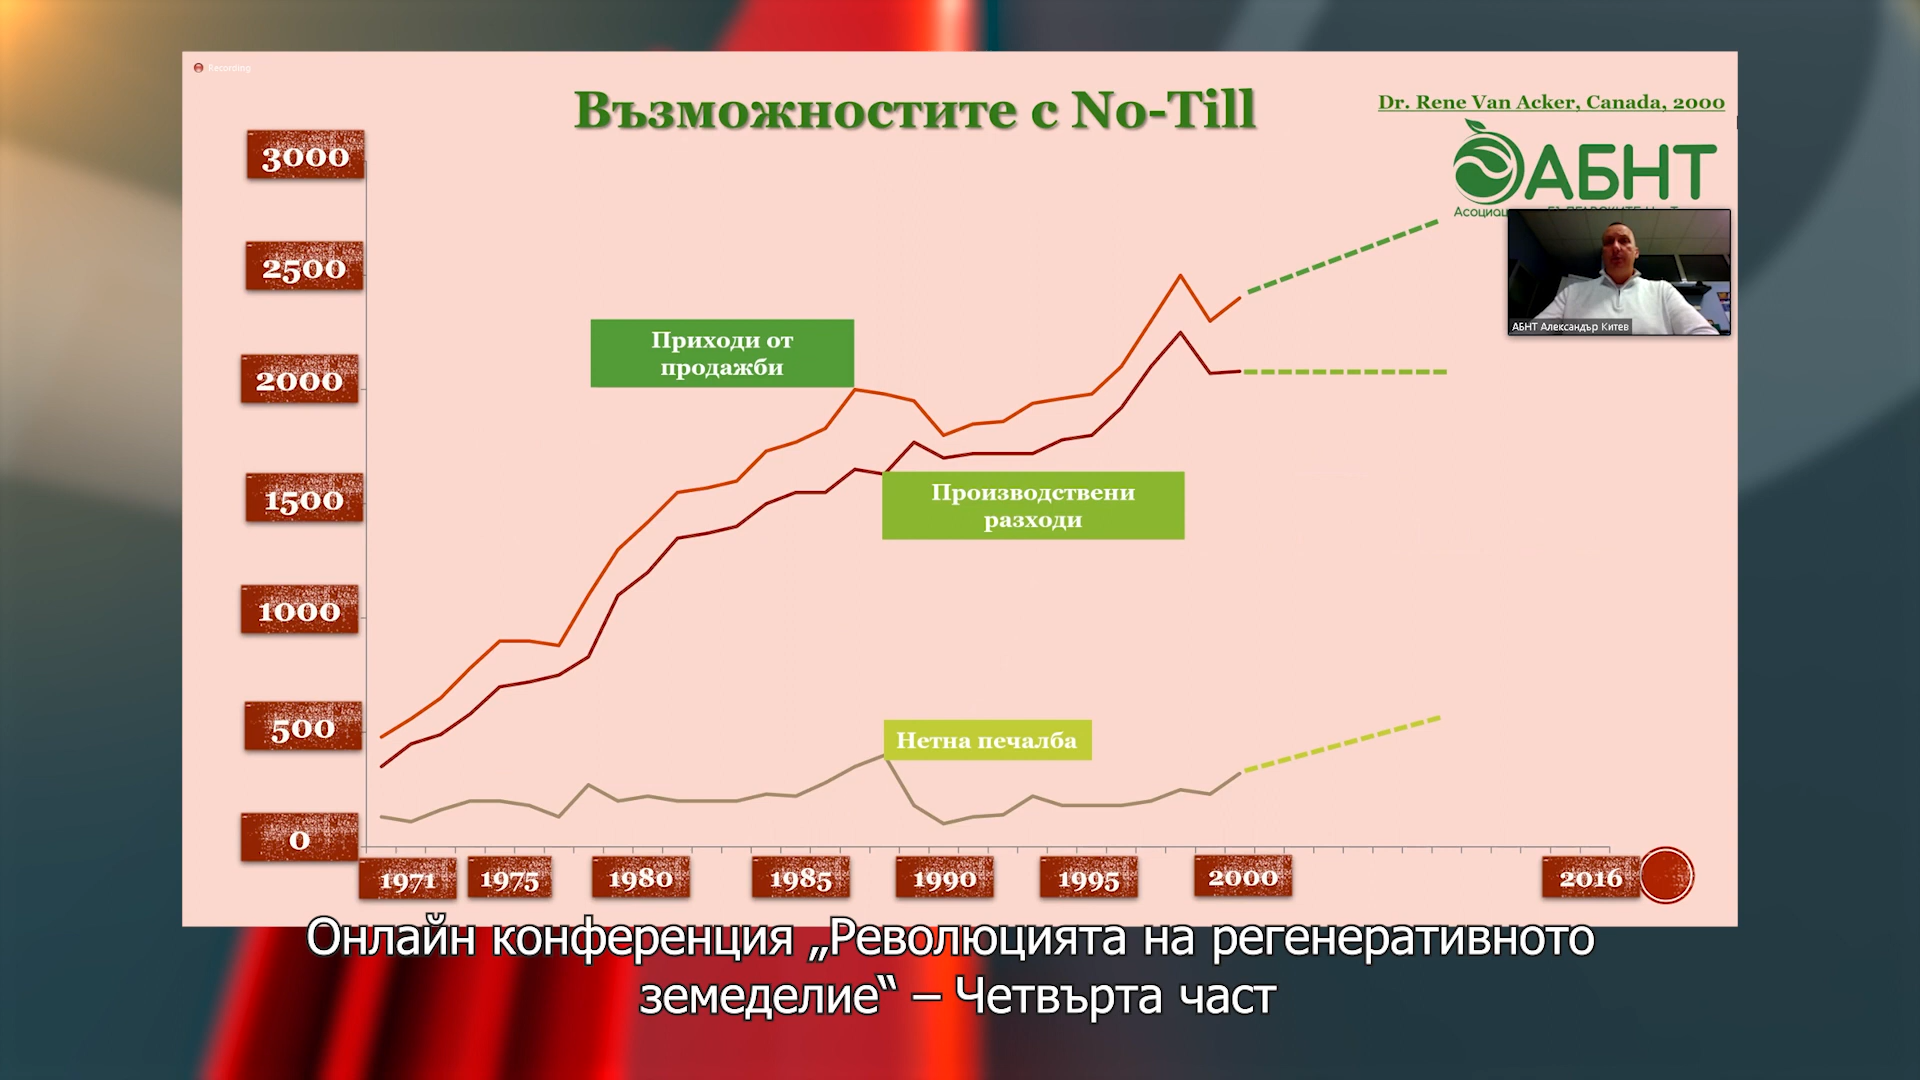 Recording
Възможностите с No-Till
Dr. Rene Van Acker, Canada, 2000
АБНТ
3000
2500
2000
1500
1000
500
0
Приходи от
продажби
Производствени
разходи
Нетна печалба
АБНТ Александър Китев
1971
1975
1980
1985
1990
1995
2000
2016
Онлайн конференция „Революцията на регенеративното
земеделие“ – Четвърта част